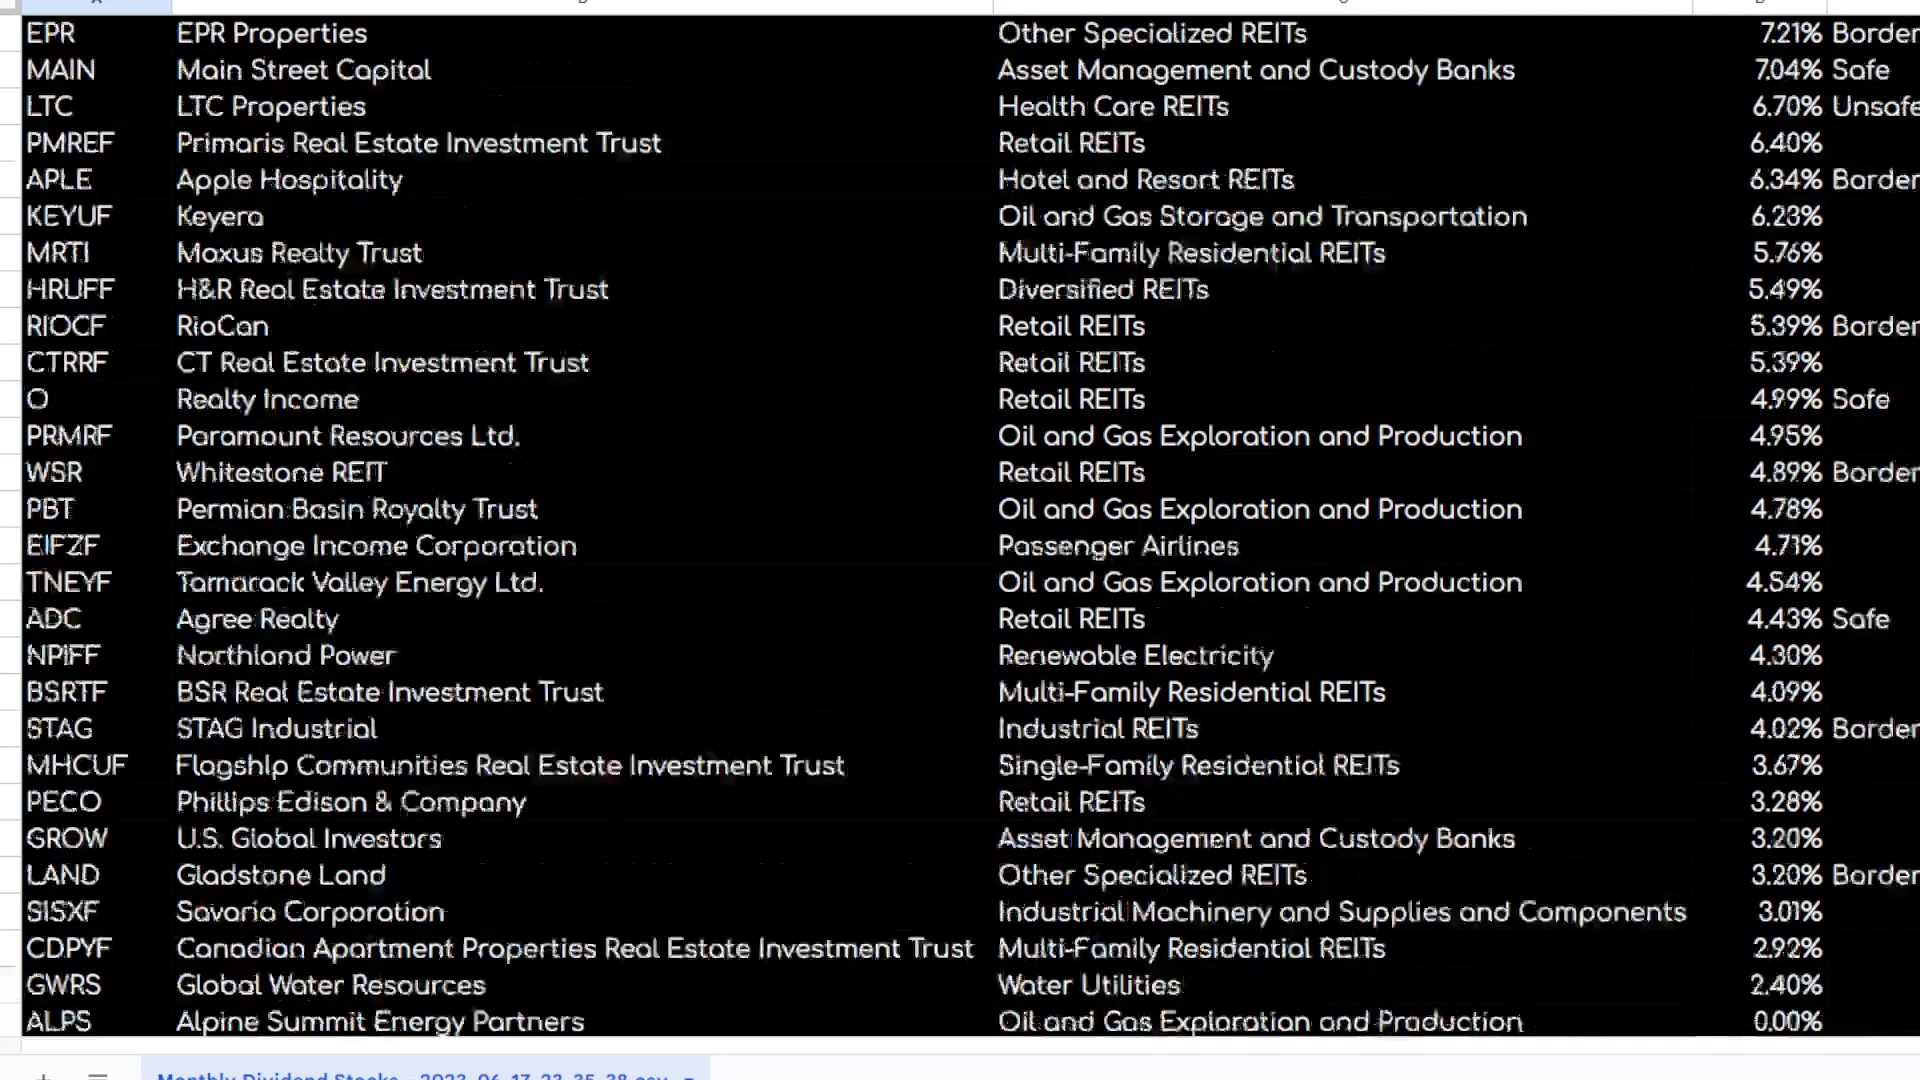 EPR EPR Properties Other Specialized REITs 7.21% Border
MAIN Main Street Capital Asset Management and Custody Banks 7.04% Safe
LTC LTC Properties Health Care REITs 6.70% Unsafe
PMREF Primaris Real Estate Investment Trust Retail REITs 6.40%
APLE Apple Hospitality Hotel and Resort REITs 6.34% Border
KEYUF Keyera Oil and Gas Storage and Transportation 6.23%
MRTI Maxus Realty Trust Multi-Family Residential REITs 5.76%
HRUFF H&R Real Estate Investment Trust Diversified REITs 5.49%
RIOCF RioCan Retail REITs 5.39% Border
CTRRF CT Real Estate Investment Trust Retail REITs 5.39%
O Realty Income Retail REITs 4.99% Safe
PRMRF Paramount Resources Ltd. Oil and Gas Exploration and Production 4.95%
WSR Whitestone REIT Retail REITs 4.89% Border
PBT Permian Basin Royalty Trust Oil and Gas Exploration and Production 4.78%
EIFZF Exchange Income Corporation Passenger Airlines 4.71%
TNEYF Tamarack Valley Energy Ltd. Oil and Gas Exploration and Production 4.54%
ADC Agree Realty Retail REITs 4.43% Safe
NPIFF Northland Power Renewable Electricity 4.30%
BSRTF BSR Real Estate Investment Trust Multi-Family Residential REITs 4.09%
STAG STAG Industrial Industrial REITs 4.02% Border
MHCUF Flagship Communities Real Estate Investment Trust Single-Family Residential REITs 3.67%
PECO Phillips Edison & Company Retail REITs 3.28%
GROW U.S. Global Investors Asset Management and Custody Banks 3.20%
LAND Gladstone Land Other Specialized REITs 3.20% Border
SISXF Savaria Corporation Industrial Machinery and Supplies and Components 3.01%
CDPYF Canadian Apartment Properties Real Estate Investment Trust Multi-Family Residential REITs 2.92%
GWRS Global Water Resources Water Utilities 2.40%
ALPS Alpine Summit Energy Partners Oil and Gas Exploration and Production 0.00%
Monthly Dividend Stocks